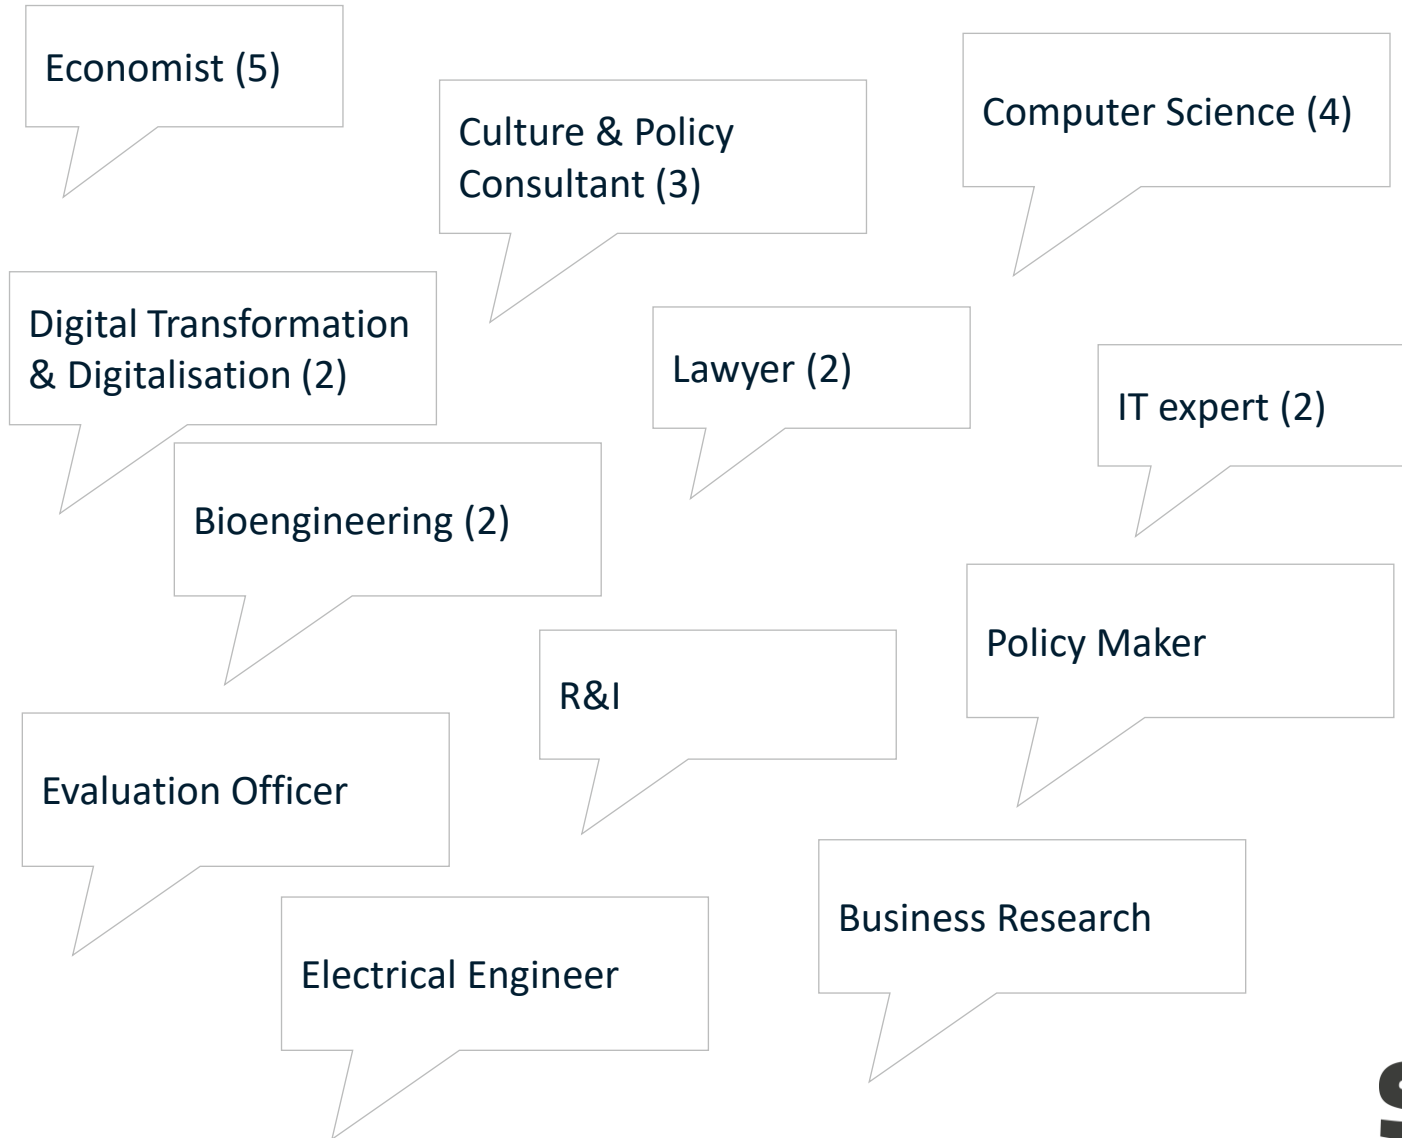 Economist (5)
Computer Science (4)
Culture & Policy
Consultant (3)
Digital Transformation
& Digitalisation (2)
Lawyer (2)
IT expert (2)
Bioengineering (2)
Policy Maker
R&I
Evaluation Officer
Business Research
Electrical Engineer